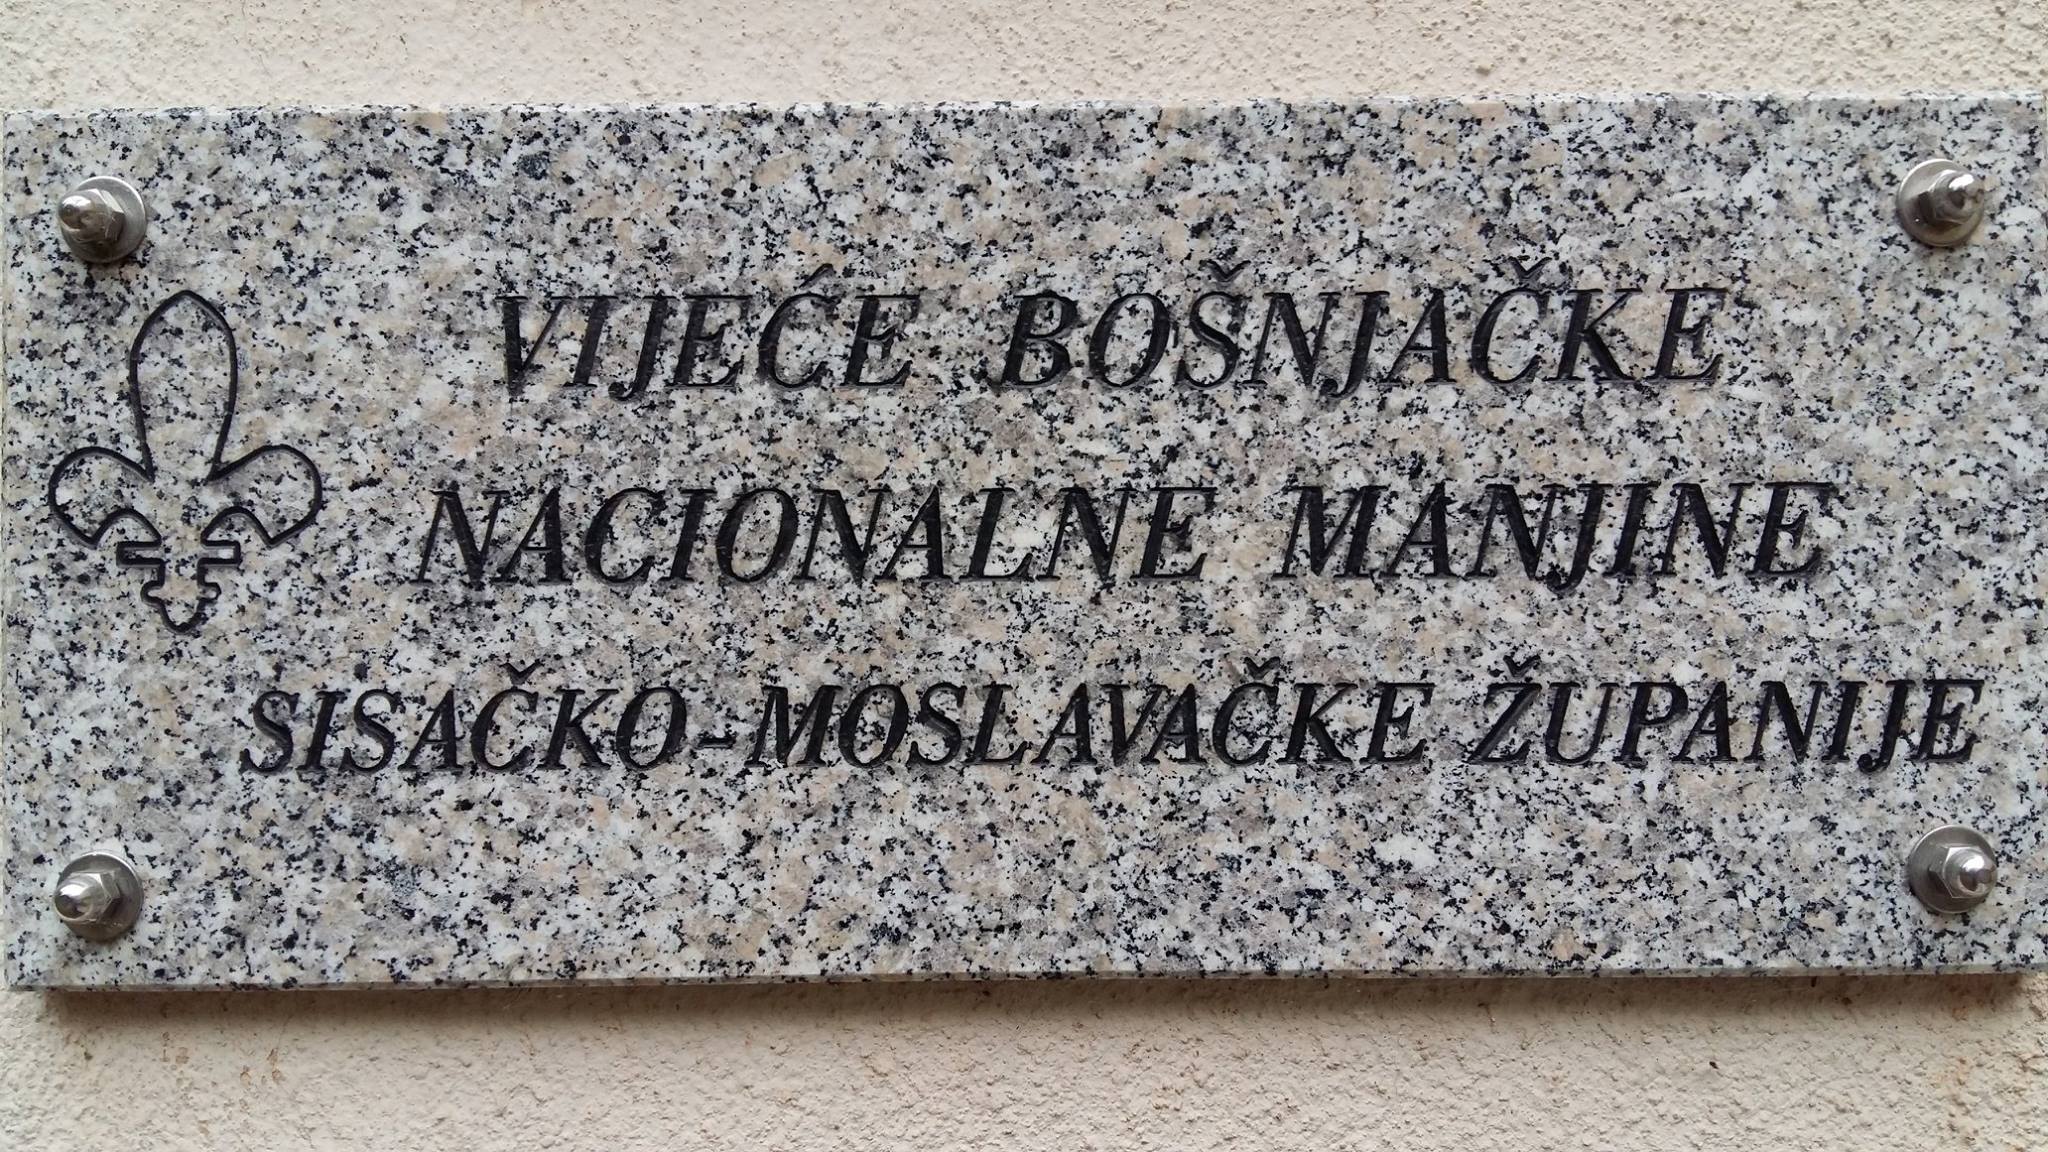 VIJEĆE BOŠNJAČKE
NACIONALNE MANJINE
SISAČKO-MOSLAVAČKE ŽUPANIJE